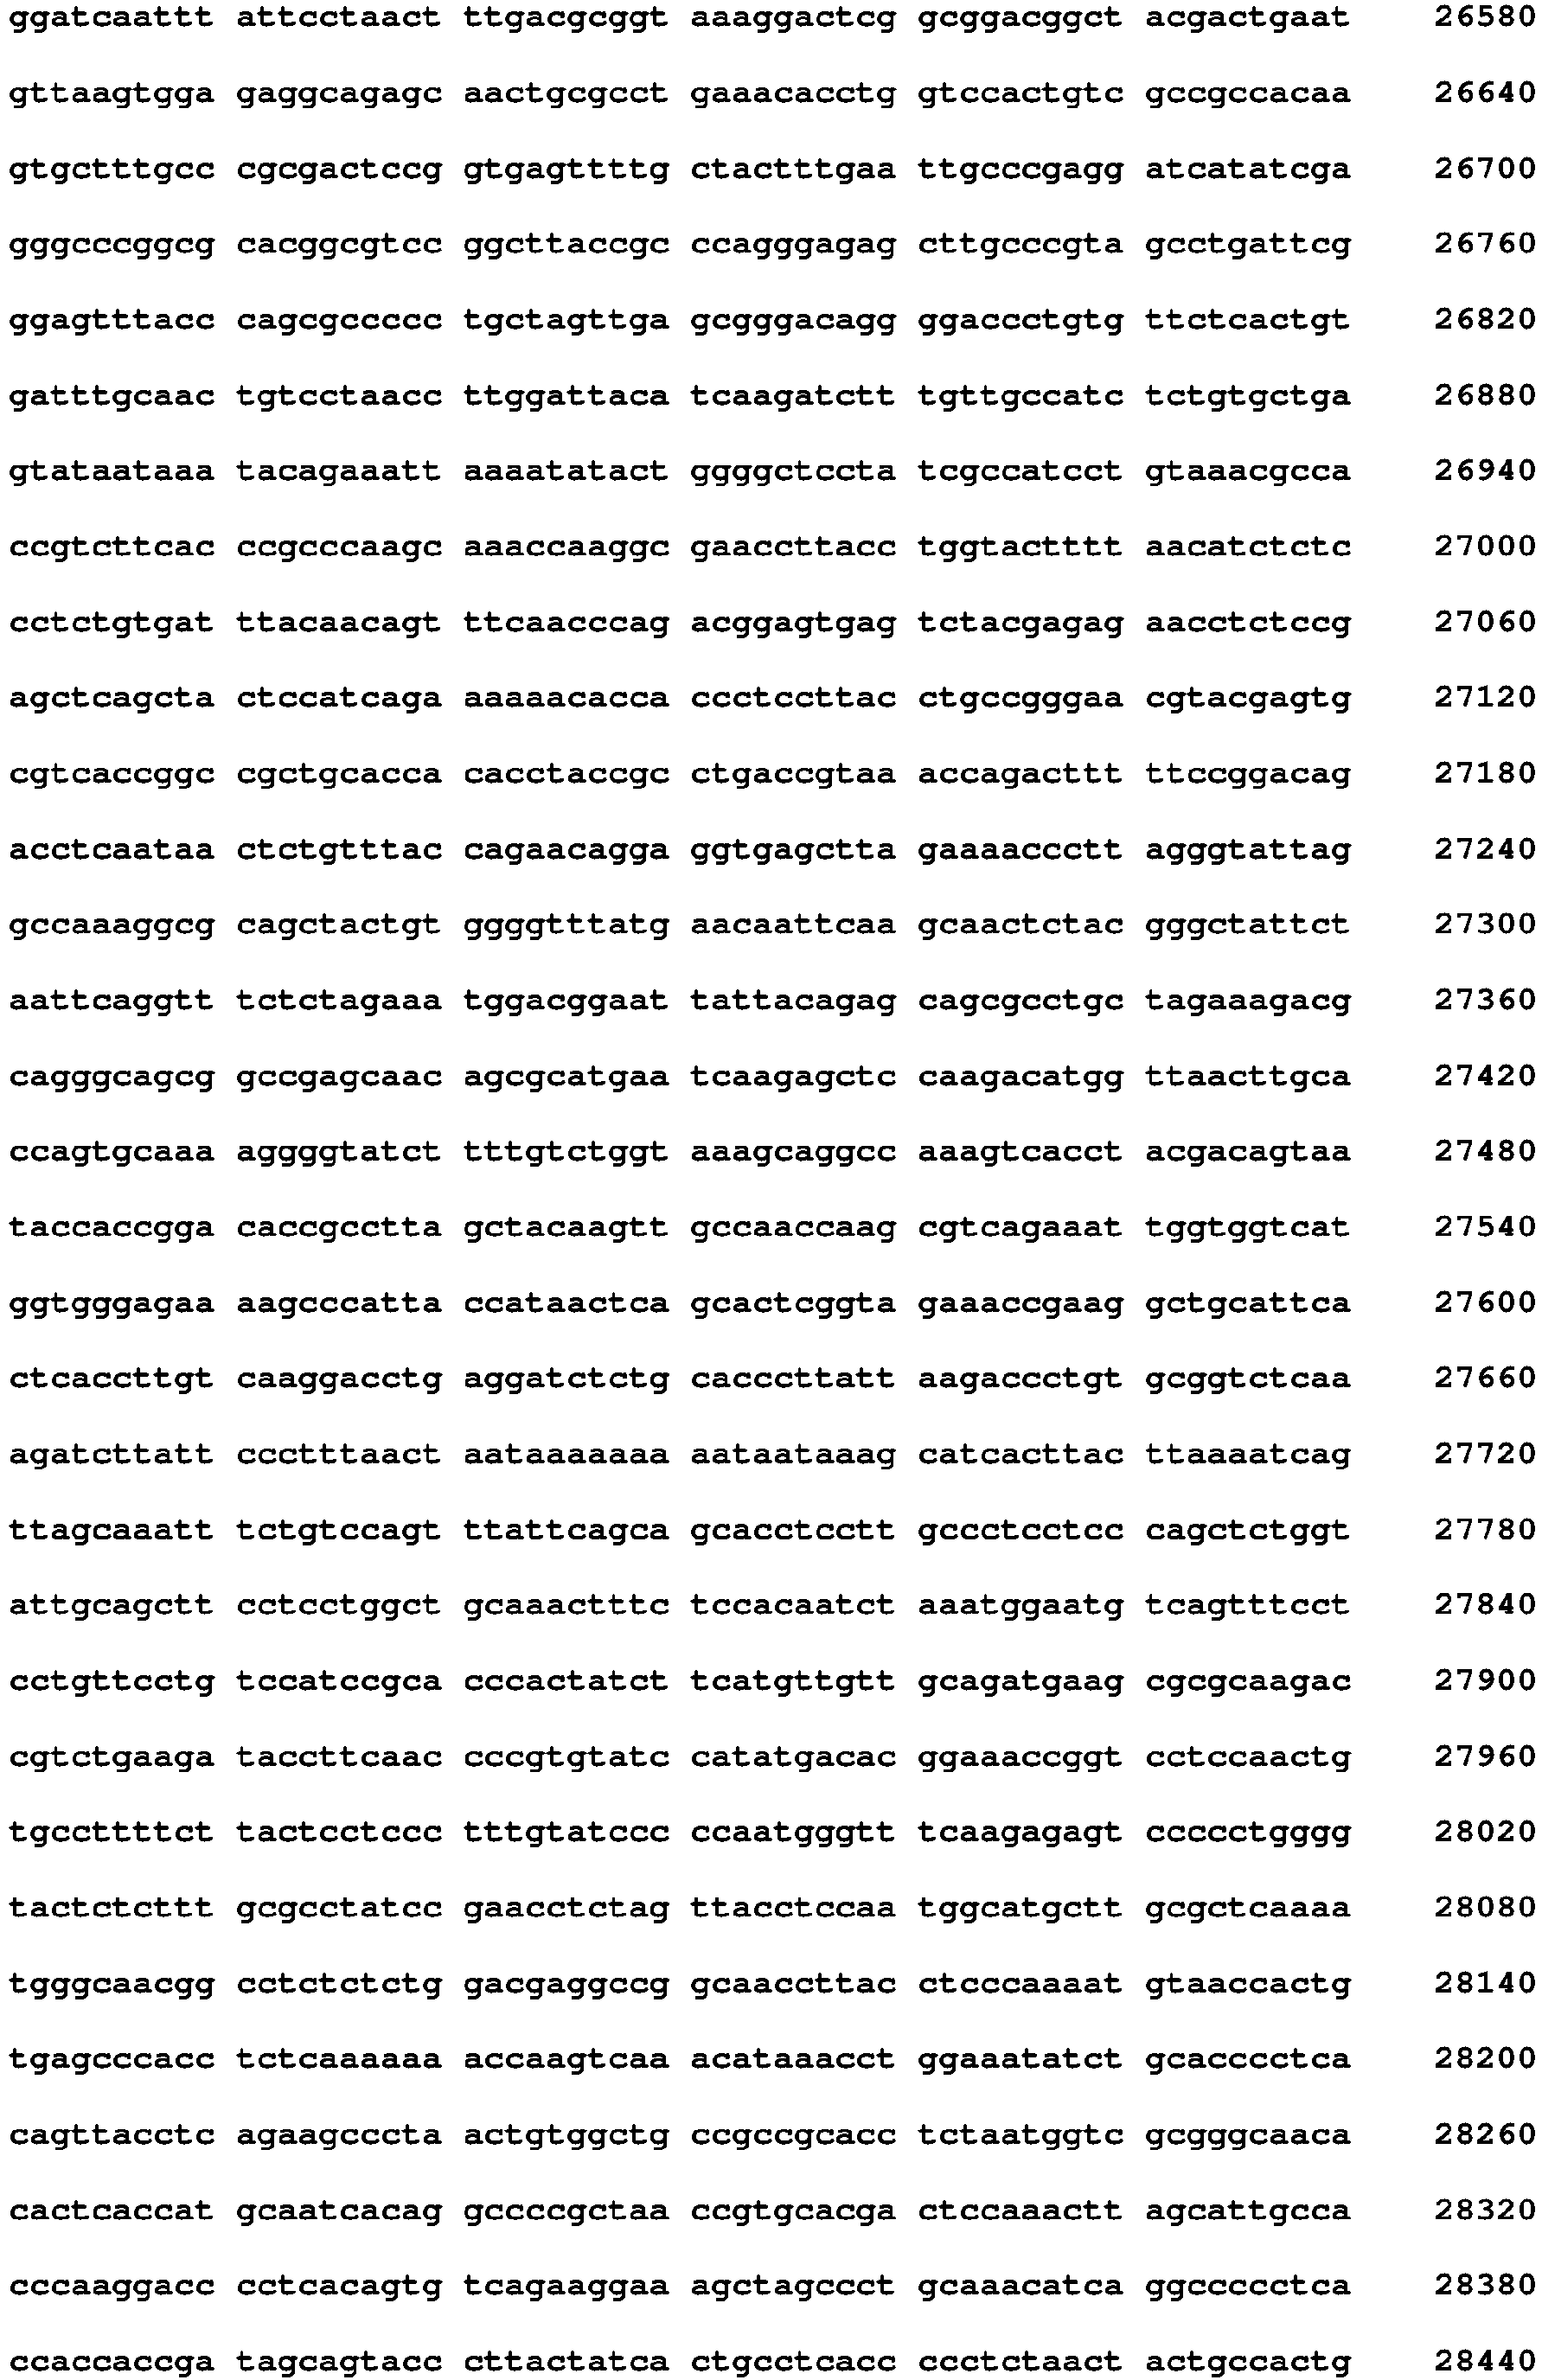 ggatcaattt attcctaact ttgacgcggt aaaggactcg gcggacggct acgactgaat 26580
gttaagtgga gaggcagagc aactgcgcct gaaacacctg gtccactgtc gccgccacaa 26640
gtgctttgcc cgcgactccg gtgagttttg ctactttgaa ttgcccgagg atcatatcga 26700
gggcccggcg cacggcgtcc ggcttaccgc ccagggagag cttgcccgta gcctgattcg 26760
ggagtttacc cagcgccccc tgctagttga gcgggacagg ggaccctgtg ttctcactgt 26820
gatttgcaac tgtcctaacc ttggattaca tcaagatctt tgttgccatc tctgtgctga 26880
gtataataaa tacagaaatt aaaatatact ggggctccta tcgccatcct gtaaacgcca 26940
ccgtcttcac ccgcccaagc aaaccaaggc gaaccttacc tggtactttt aacatctctc 27000
cctctgtgat ttacaacagt ttcaacccag acggagtgag tctacgagag aacctctccg 27060
agctcagcta ctccatcaga aaaaacacca ccctccttac ctgccgggaa cgtacgagtg 27120
cgtcaccggc cgctgcacca cacctaccgc ctgaccgtaa accagacttt ttccggacag 27180
acctcaataa ctctgtttac cagaacagga ggtgagctta gaaaaccctt agggtattag 27240
gccaaaggcg cagctactgt ggggtttatg aacaattcaa gcaactctac gggctattct 27300
aattcaggtt tctctagaaa tggacggaat tattacagag cagcgcctgc tagaaagacg 27360
cagggcagcg gccgagcaac agcgcatgaa tcaagagctc caagacatgg ttaacttgca 27420
ccagtgcaaa aggggtatct tttgtctggt aaagcaggcc aaagtcacct acgacagtaa 27480
taccaccgga caccgcctta gctacaagtt gccaaccaag cgtcagaaat tggtggtcat 27540
ggtgggagaa aagcccatta ccataactca gcactcggta gaaaccgaag gctgcattca 27600
ctcaccttgt caaggacctg aggatctctg cacccttatt aagaccctgt gcggtctcaa 27660
agatcttatt ccctttaact aataaaaaaa aataataaag catcacttac ttaaaatcag 27720
ttagcaaatt tctgtccagt ttattcagca gcacctcctt gccctcctcc cagctctggt 27780
attgcagctt cctcctggct gcaaactttc tccacaatct aaatggaatg tcagtttcct 27840
cctgttcctg tccatccgca cccactatct tcatgttgtt gcagatgaag cgcgcaagac 27900
cgtctgaaga taccttcaac cccgtgtatc catatgacac ggaaaccggt cctccaactg 27960
tgccttttct tactcctccc tttgtatccc ccaatgggtt tcaagagagt ccccctgggg 28020
tactctcttt gcgcctatcc gaacctctag ttacctccaa tggcatgctt gcgctcaaaa 28080
tgggcaacgg cctctctctg gacgaggccg gcaaccttac ctcccaaaat gtaaccactg 28140
tgagcccacc tctcaaaaaa accaagtcaa acataaacct ggaaatatct gcacccctca 28200
cagttacctc agaagcccta actgtggctg ccgccgcacc tctaatggtc gcgggcaaca 28260
cactcaccat gcaatcacag gccccgctaa ccgtgcacga ctccaaactt agcattgcca 28320
cccaaggacc cctcacagtg tcagaaggaa agctagccct gcaaacatca ggccccctca 28380
ccaccaccga tagcagtacc cttactatca ctgcctcacc ccctctaact actgccactg 28440